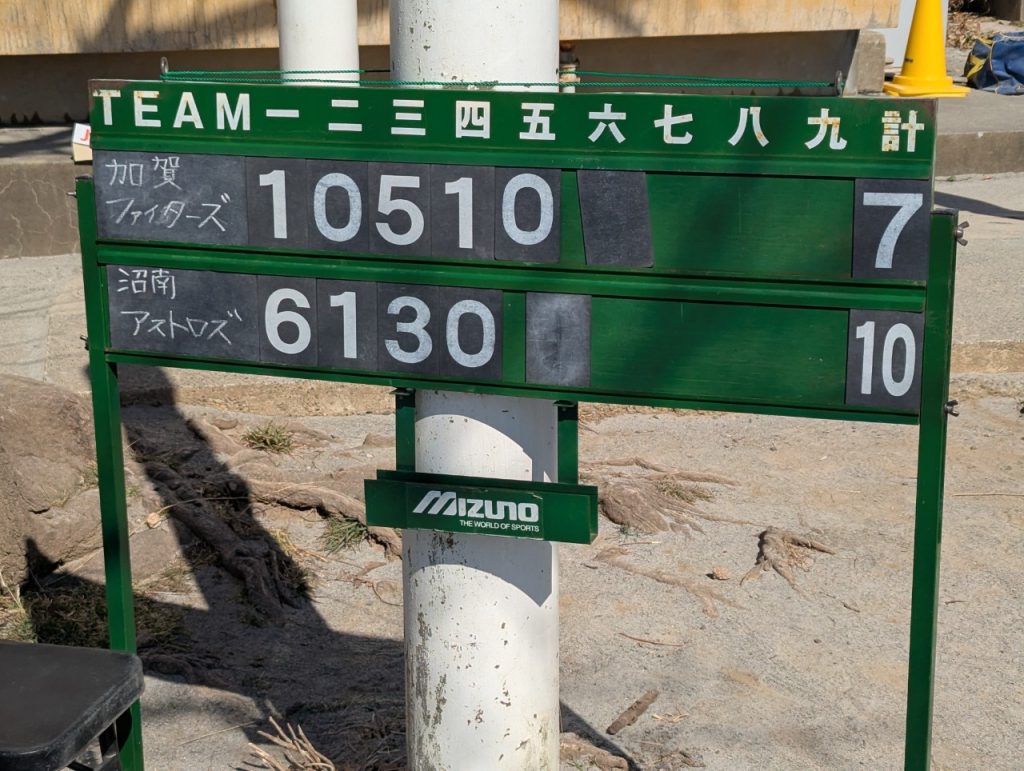 TEAM 一 二 三 四 五 六 七 八 九 計
加賀
ファイターズ
1 0 5 1 0 7
沼南
アストロズ
6 1 3 0 10
MIZUNO
THE WORLD OF SPORTS